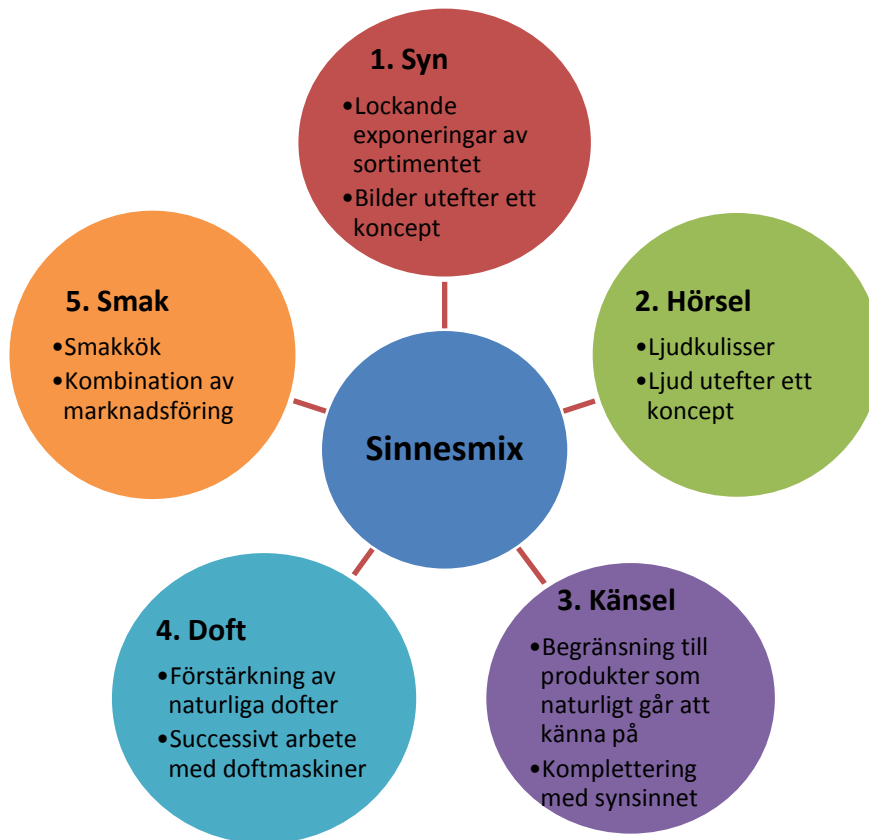 1. Syn
•Lockande
exponeringar av
sortimentet
•Bilder utefter ett
koncept
2. Hörsel
•Ljudkulisser
•Ljud utefter ett
koncept
3. Känsel
•Begränsning till
produkter som
naturligt går att
känna på
•Komplettering
med synsinnet
4. Doft
•Förstärkning av
naturliga dofter
•Successivt arbete
med doftmaskiner
5. Smak
•Smakkök
•Kombination av
marknadsföring
Sinnesmix